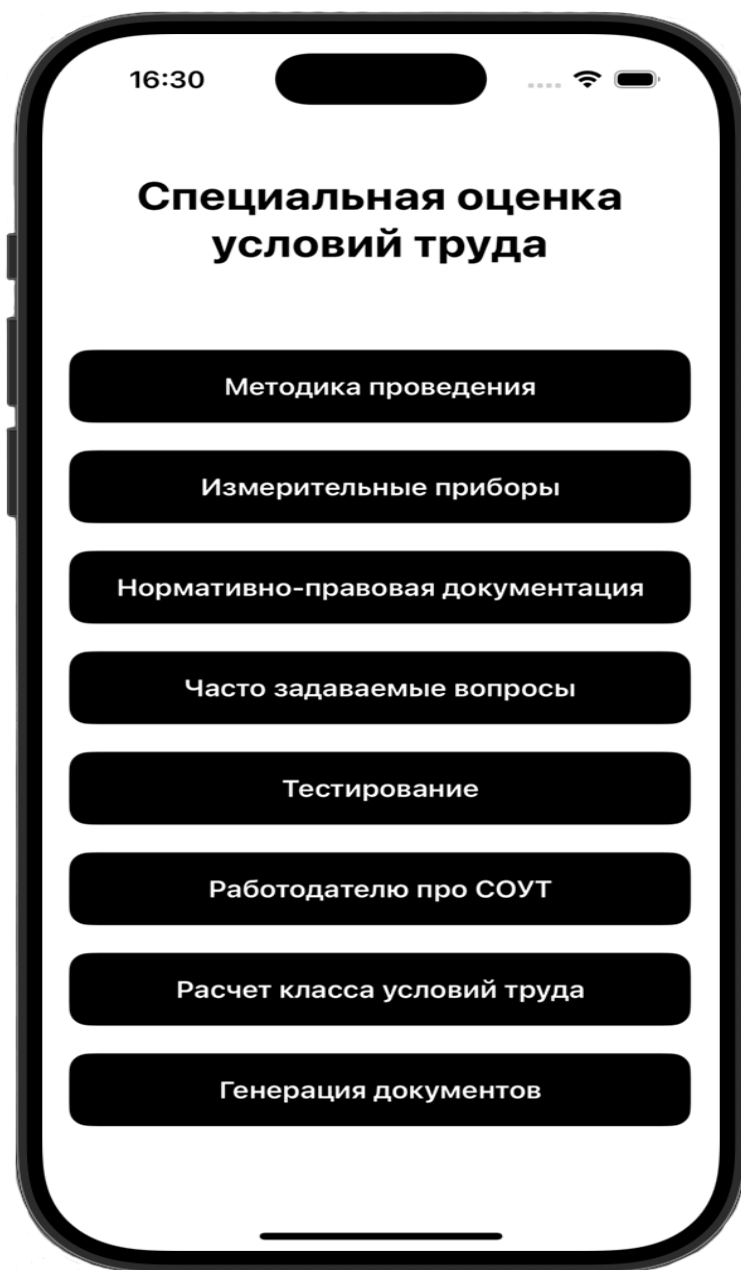 16:30
Специальная оценка
условий труда
Методика проведения
Измерительные приборы
Нормативно-правовая документация
Часто задаваемые вопросы
Тестирование
Работодателю про СОУТ
Расчет класса условий труда
Генерация документов